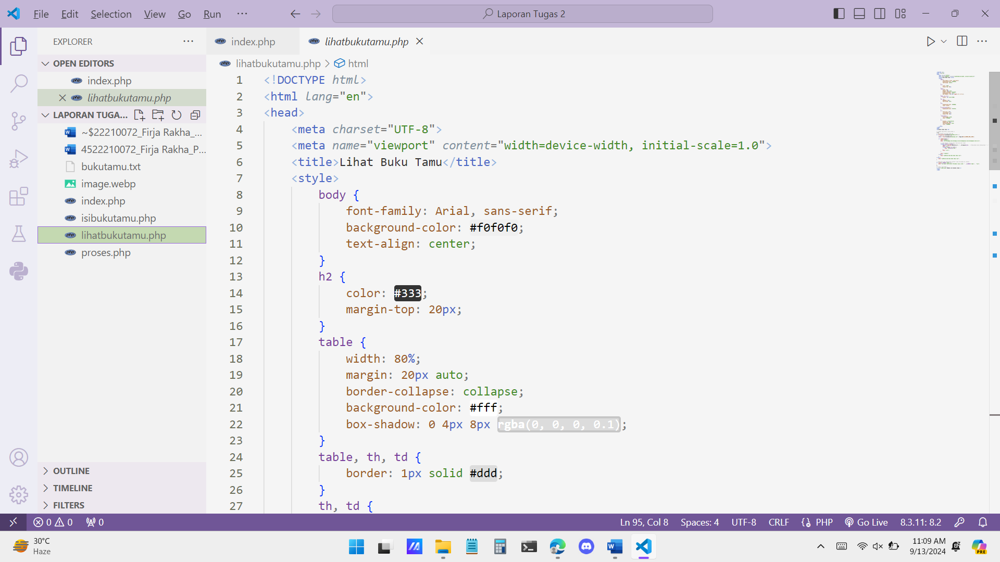 File Edit Selection View Go Run ···
Laporan Tugas 2
EXPLORER
index.php
lihatbukutamu.php
OPEN EDITORS
index.php
lihatbukutamu.php
LAPORAN TUGA...
~$22210072_Firja Rakha_...
4522210072_Firja Rakha_P...
bukutamu.txt
image.webp
index.php
isibukutamu.php
lihatbukutamu.php
proses.php
OUTLINE
TIMELINE
FILTERS
lihatbukutamu.php > html
1 <!DOCTYPE html>
2 <html lang="en">
3 <head>
4 <meta charset="UTF-8">
5 <meta name="viewport" content="width=device-width, initial-scale=1.0">
6 <title>Lihat Buku Tamu</title>
7 <style>
8 body {
9 font-family: Arial, sans-serif;
10 background-color: #f0f0f0;
11 text-align: center;
12 }
13 h2 {
14 color: #333;
15 margin-top: 20px;
16 }
17 table {
18 width: 80%;
19 margin: 20px auto;
20 border-collapse: collapse;
21 background-color: #fff;
22 box-shadow: 0 4px 8px rgba(0, 0, 0, 0.1);
23 }
24 table, th, td {
25 border: 1px solid #ddd;
26 }
27 th, td {
0 0 0
Ln 95, Col 8 Spaces: 4 UTF-8 CRLF PHP Go Live 8.3.11: 8.2
30°C
Haze
11:09 AM
9/13/2024
PRE